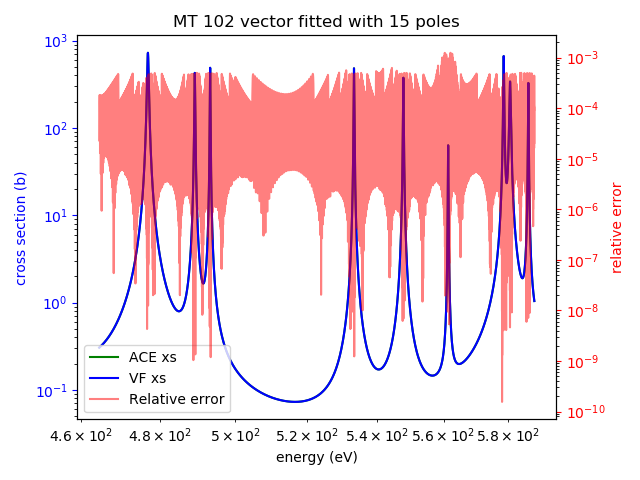 MT 102 vector fitted with 15 poles
10³
10²
10¹
10⁰
10⁻¹
cross section (b)
10⁻³
10⁻⁴
10⁻⁵
10⁻⁶
10⁻⁷
10⁻⁸
10⁻⁹
10⁻¹⁰
relative error
ACE xs
VF xs
Relative error
4.6 × 10² 4.8 × 10² 5 × 10² 5.2 × 10² 5.4 × 10² 5.6 × 10² 5.8 × 10²
energy (eV)